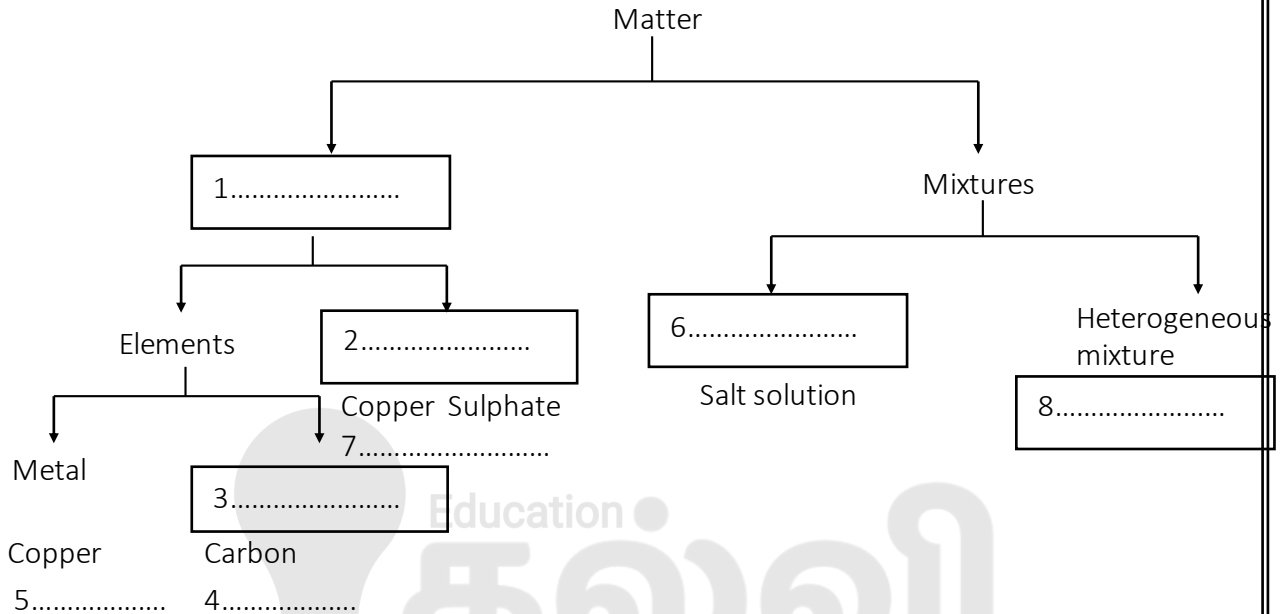 Matter
1........................
Mixtures
Elements
2........................
6........................
Heterogeneous
mixture
Copper Sulphate
Salt solution
8........................
7...........................
Metal
3........................
Education
கல்வி
Copper
Carbon
5...................
4...................